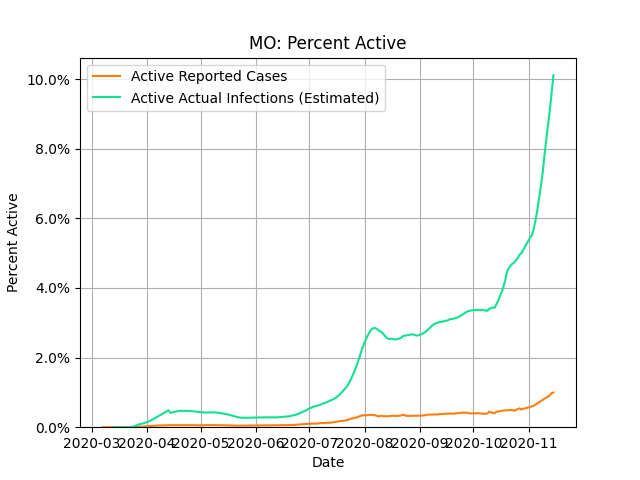 MO: Percent Active
Active Reported Cases
Active Actual Infections (Estimated)
10.0%
8.0%
6.0%
4.0%
2.0%
0.0%
Percent Active
2020-03 2020-04 2020-05 2020-06 2020-07 2020-08 2020-09 2020-10 2020-11
Date